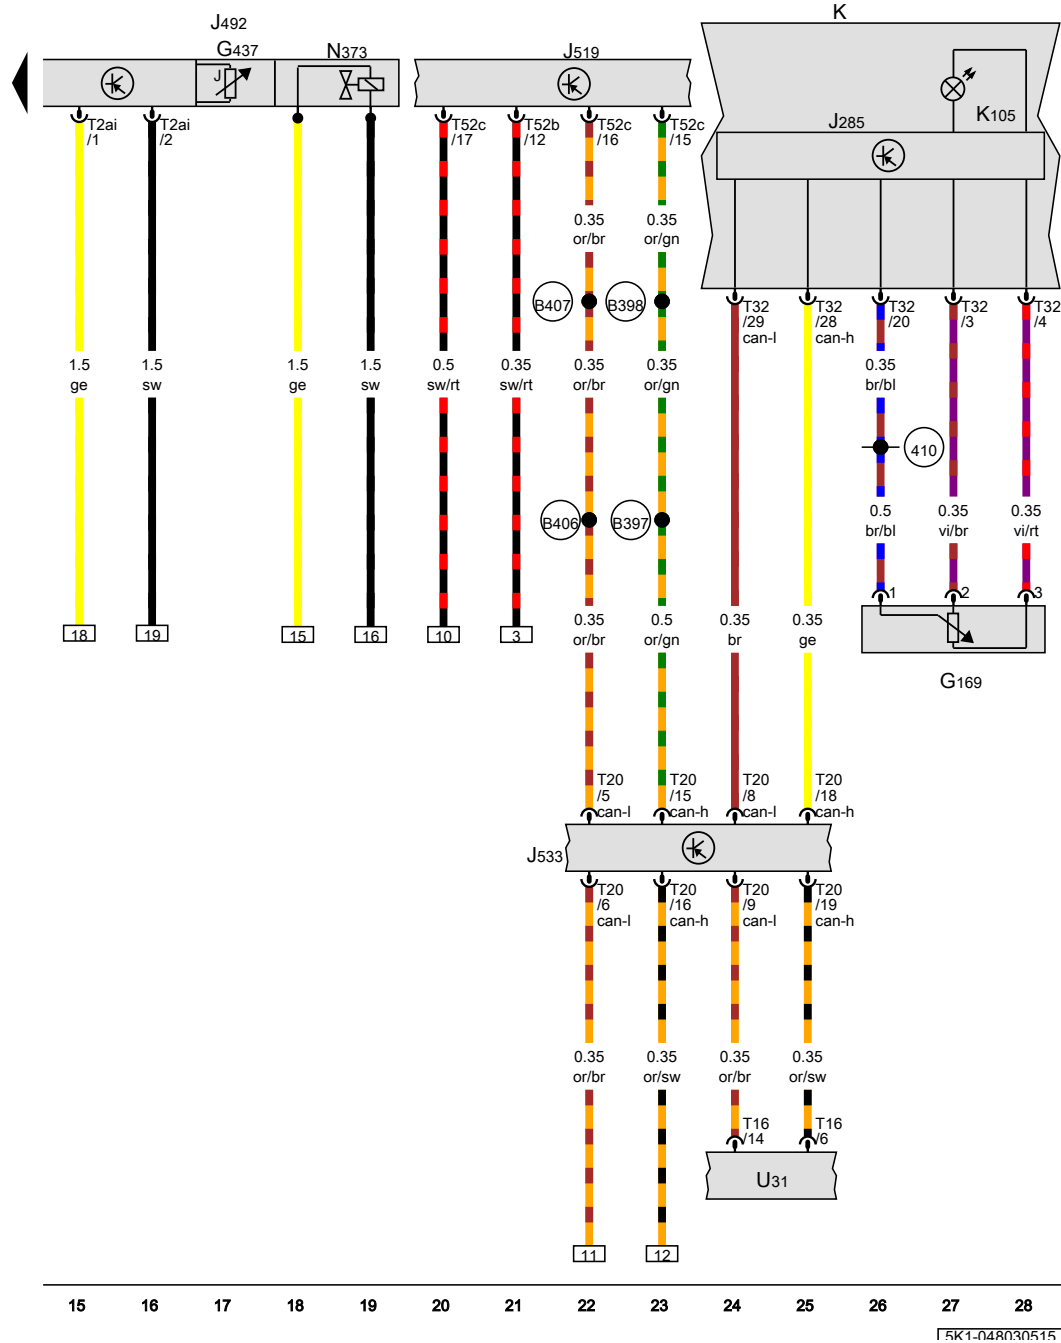 J492
K
G437
N373
J519
K105
J285
J
T2ai
/1
T2ai
/2
T52c
/17
T52b
/12
T52c
/16
T52c
/15
0.35
or/br
0.35
or/gn
B407
B398
T32
/29
can-l
T32
/28
can-h
T32
/20
T32
/3
T32
/4
1.5
ge
1.5
sw
1.5
ge
1.5
sw
0.5
sw/rt
0.35
sw/rt
0.35
or/br
0.35
or/gn
0.35
br/bl
410
B406
B397
0.5
br/bl
0.35
vi/br
0.35
vi/rt
1
2
3
18
19
15
16
10
3
0.35
or/br
0.5
or/gn
0.35
br
0.35
ge
G169
T20
/5
can-l
T20
/15
can-h
T20
/8
can-l
T20
/18
can-h
J533
T20
/6
can-l
T20
/16
can-h
T20
/9
can-l
T20
/19
can-h
0.35
or/br
0.35
or/sw
0.35
or/br
0.35
or/sw
T16
/14
T16
/6
U31
11
12
15 16 17 18 19 20 21 22 23 24 25 26 27 28
5K1-048030515